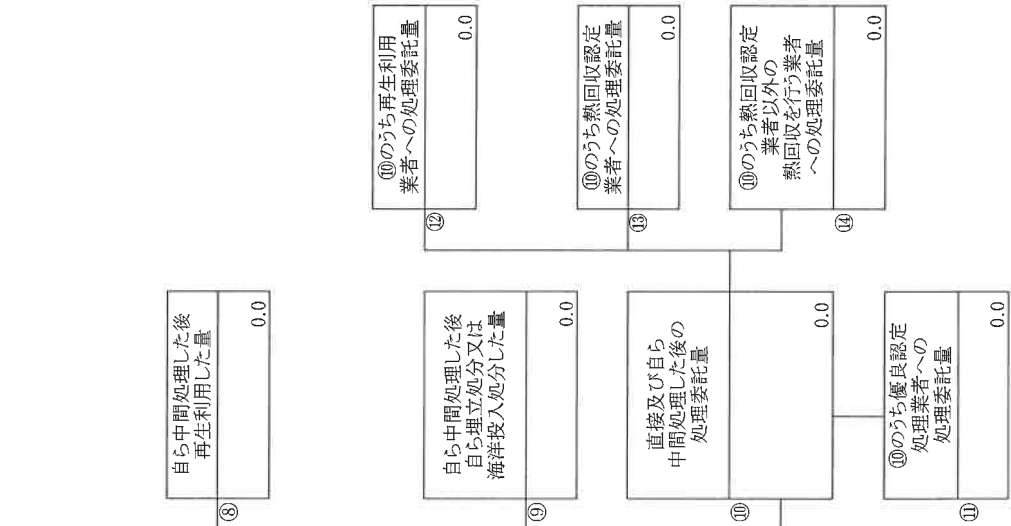 ⑧
自ら中間処理した後
再生利用した量
0.0
⑨
自ら中間処理した後
自ら埋立処分又は
海洋投入処分した量
0.0
⑩
直接及び自ら
中間処理した後の
処理委託量
0.0
⑪
⑩のうち優良認定
処理業者への
処理委託量
0.0
⑫
⑩のうち再生利用
業者への処理委託量
0.0
⑬
⑩のうち熱回収認定
業者への処理委託量
0.0
⑭
⑩のうち熱回収認定
業者以外の
熱回収を行う業者
への処理委託量
0.0